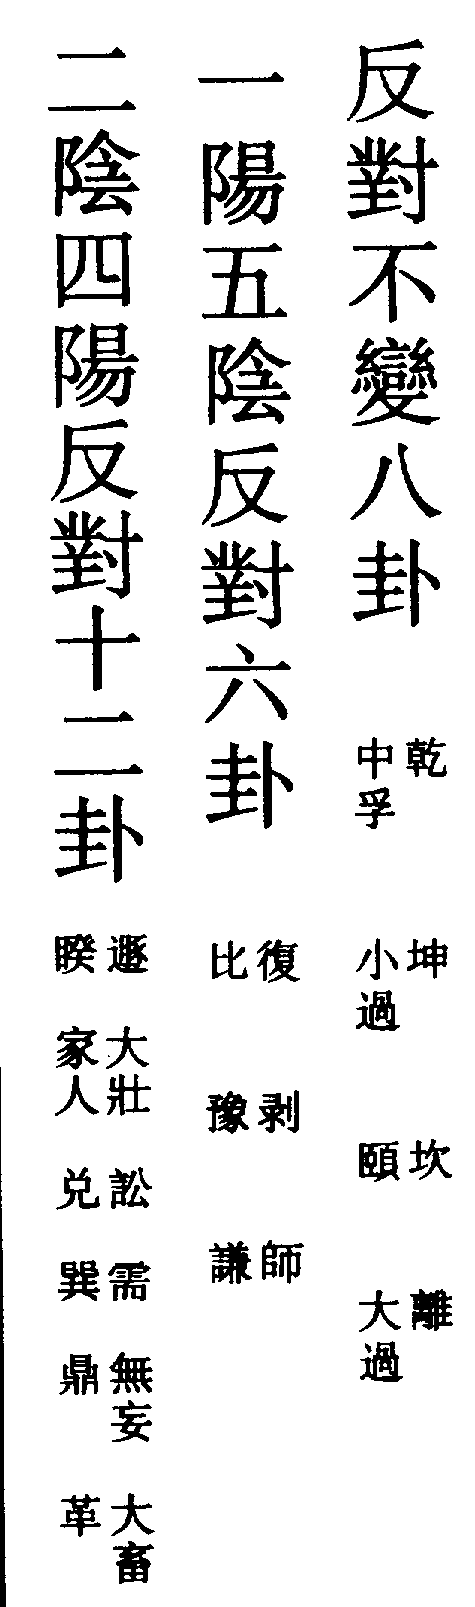 反對不變八卦
乾 坤 坎 離
中孚 小過 頤 大過
一陽五陰反對六卦
復 剥 師
比 豫 謙
二陰四陽反對十二卦
遯 大壯 訟 需 無妄 大畜
睽 家人 兑 巽 鼎 革